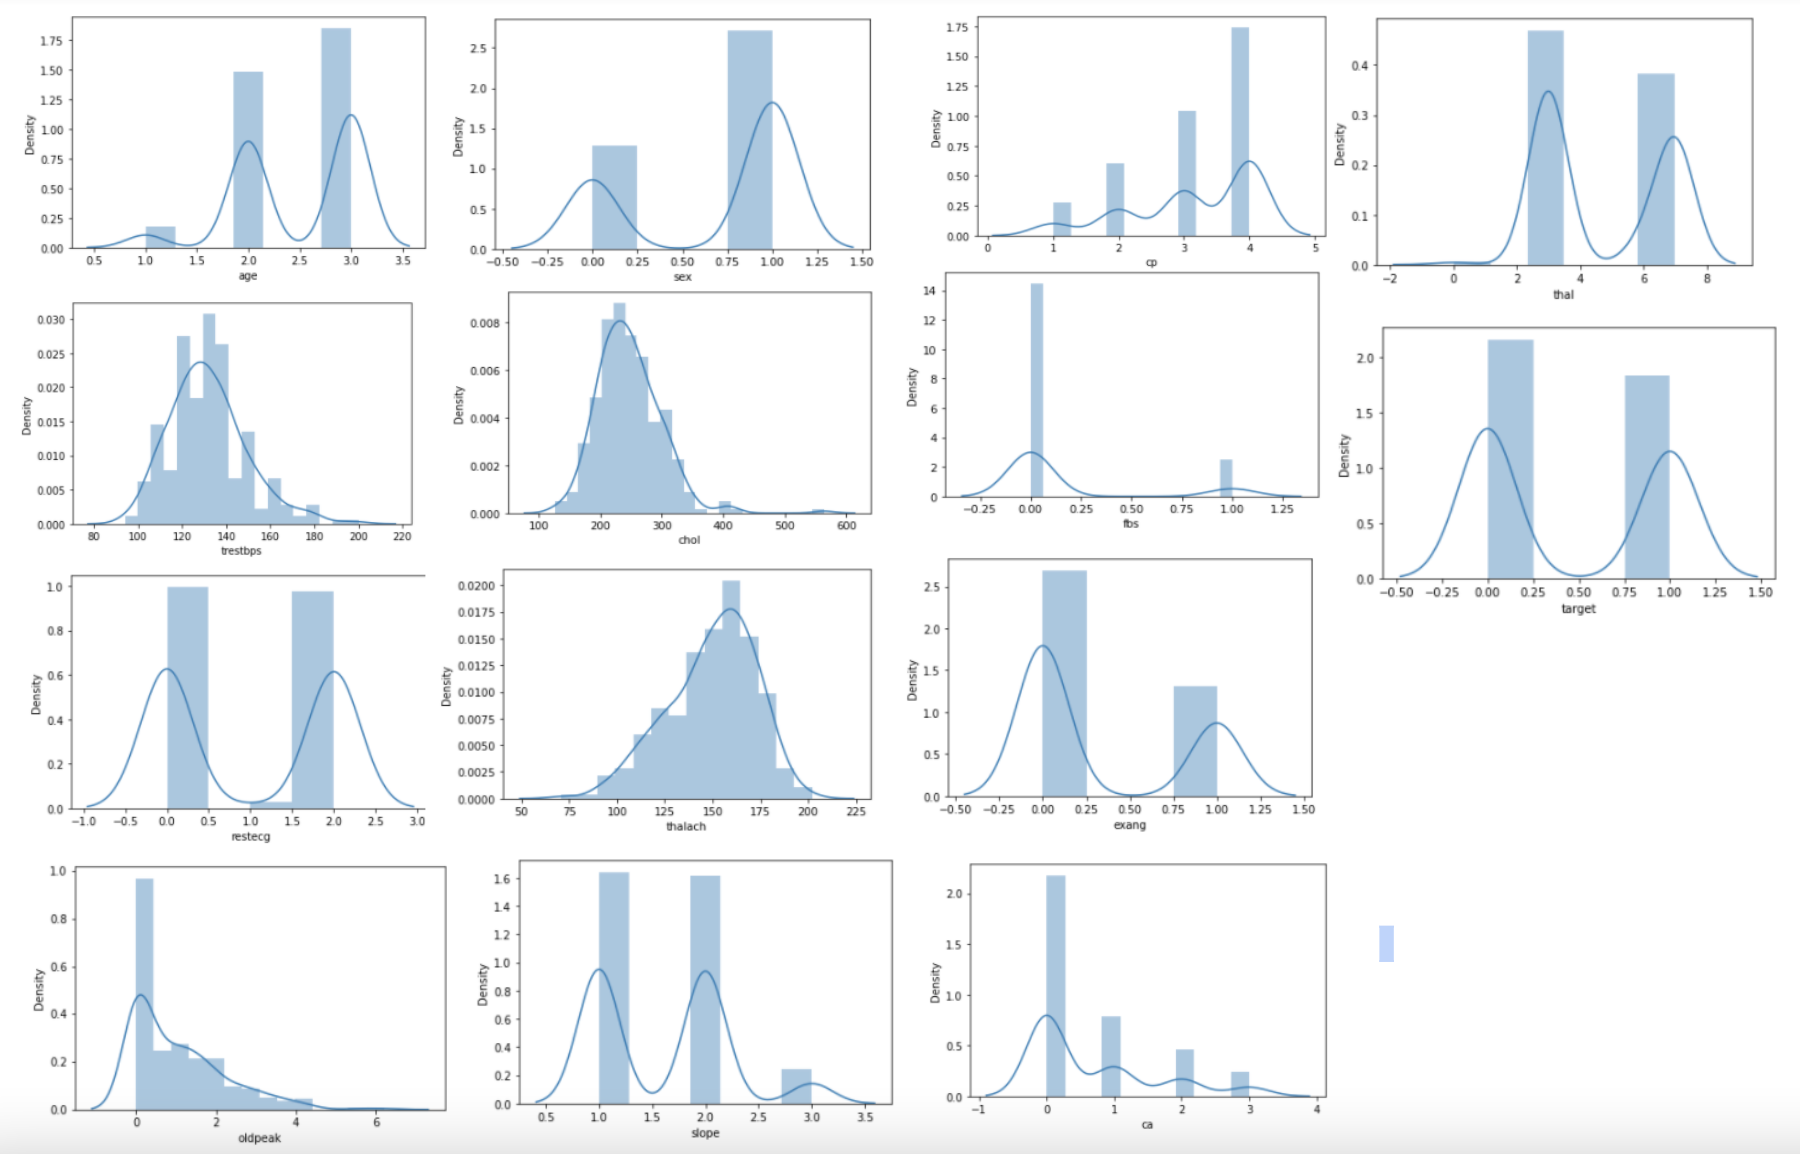 1.75
1.50
1.25
1.00
0.75
0.50
0.25
0.00
Density
0.5 1.0 1.5 2.0 2.5 3.0 3.5
age
2.5
2.0
1.5
1.0
0.5
0.0
Density
−0.50 −0.25 0.00 0.25 0.50 0.75 1.00 1.25 1.50
sex
1.75
1.50
1.25
1.00
0.75
0.50
0.25
0.00
Density
0 1 2 3 4 5
cp
0.4
0.3
0.2
0.1
0.0
Density
−2 0 2 4 6 8
thal
0.030
0.025
0.020
0.015
0.010
0.005
0.000
Density
80 100 120 140 160 180 200 220
trestbps
0.008
0.006
0.004
0.002
0.000
Density
100 200 300 400 500 600
chol
14
12
10
8
6
4
2
0
Density
−0.25 0.00 0.25 0.50 0.75 1.00 1.25
fbs
2.0
1.5
1.0
0.5
0.0
Density
−0.50 −0.25 0.00 0.25 0.50 0.75 1.00 1.25 1.50
target
1.0
0.8
0.6
0.4
0.2
0.0
Density
−1.0 −0.5 0.0 0.5 1.0 1.5 2.0 2.5 3.0
restecg
0.0200
0.0175
0.0150
0.0125
0.0100
0.0075
0.0050
0.0025
0.0000
Density
50 75 100 125 150 175 200 225
thalach
2.5
2.0
1.5
1.0
0.5
0.0
Density
−0.50 −0.25 0.00 0.25 0.50 0.75 1.00 1.25 1.50
exang
1.0
0.8
0.6
0.4
0.2
0.0
Density
0 2 4 6
oldpeak
1.6
1.4
1.2
1.0
0.8
0.6
0.4
0.2
0.0
Density
0.5 1.0 1.5 2.0 2.5 3.0 3.5
slope
2.0
1.5
1.0
0.5
0.0
Density
−1 0 1 2 3 4
ca